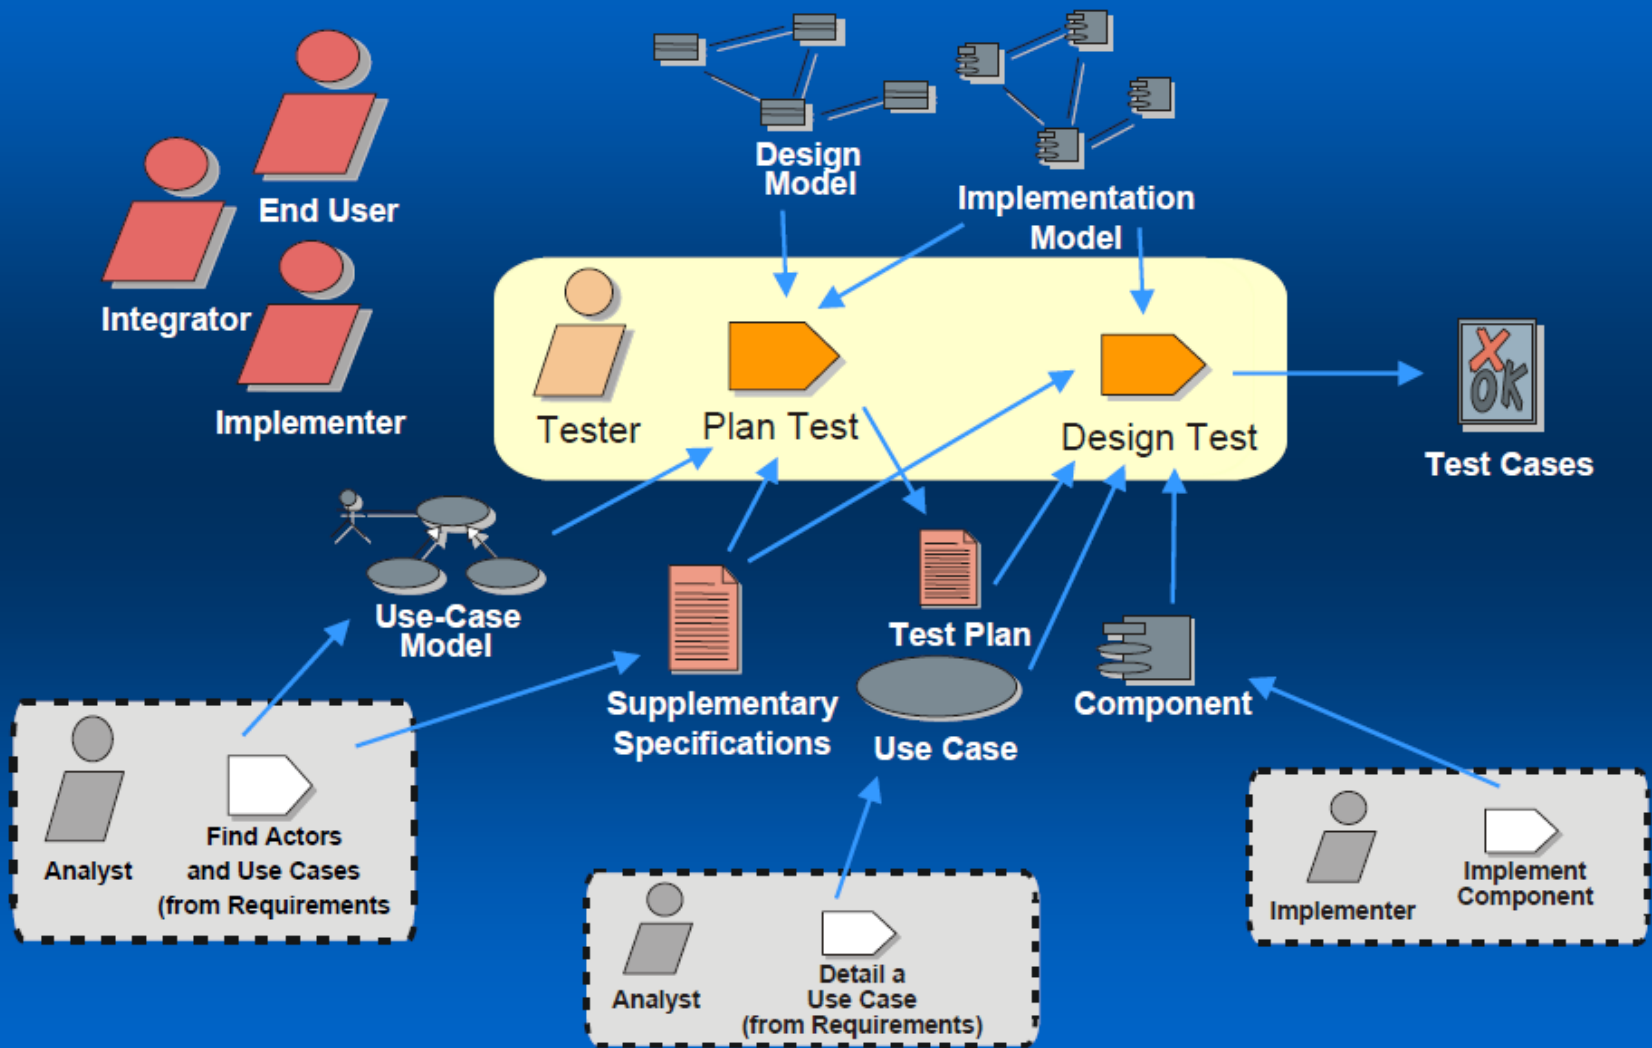 Design
Model
Implementation
Model
End User
Integrator
Implementer
Tester
Plan Test
Design Test
X
OK
Test Cases
Use-Case
Model
Supplementary
Specifications
Test Plan
Use Case
Component
Analyst
Find Actors
and Use Cases
(from Requirements
Analyst
Detail a
Use Case
(from Requirements)
Implementer
Implement
Component